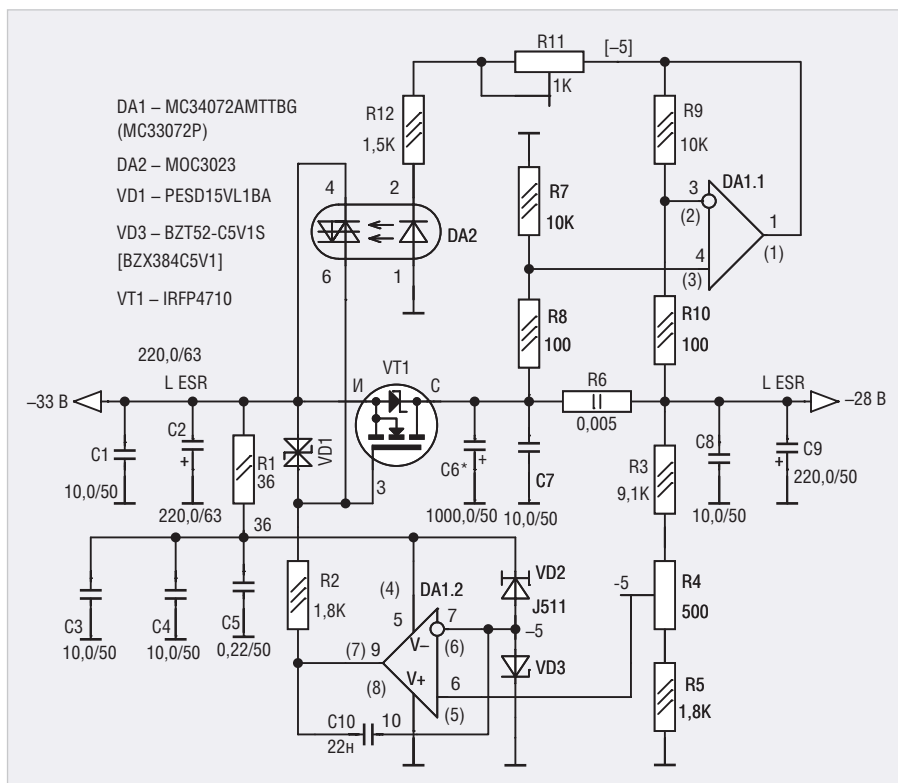 R11
[–5]
1K
DA1 – MC34072AMTTBG
(MC33072P)
DA2 – MOC3023
VD1 – PESD15VL1BA
VD3 – BZT52-C5V1S
[BZX384C5V1]
VT1 – IRFP4710
R12
1,5K
R9
10K
4
2
R7
10K
3
(2)
DA1.1
1
(1)
DA2
4
(3)
6
1
R8
100
R10
100
220,0/63
L ESR
VT1
И
С
R6
L ESR
–33 В
–28 В
0,005
C1
C2
+
R1
36
VD1
3
C6*
+
C7
R3
9,1K
C8
C9
+
10,0/50
220,0/63
1000,0/50
10,0/50
10,0/50
220,0/50
36
R2
1,8K
(4)
DA1.2
VD2
J511
-5
R4
500
C3
C4
C5
5
7
V–
(6)
–5
10,0/50
10,0/50
0,22/50
(7)
9
VD3
V+
6
(8)
(5)
R5
1,8K
C10
10
22н